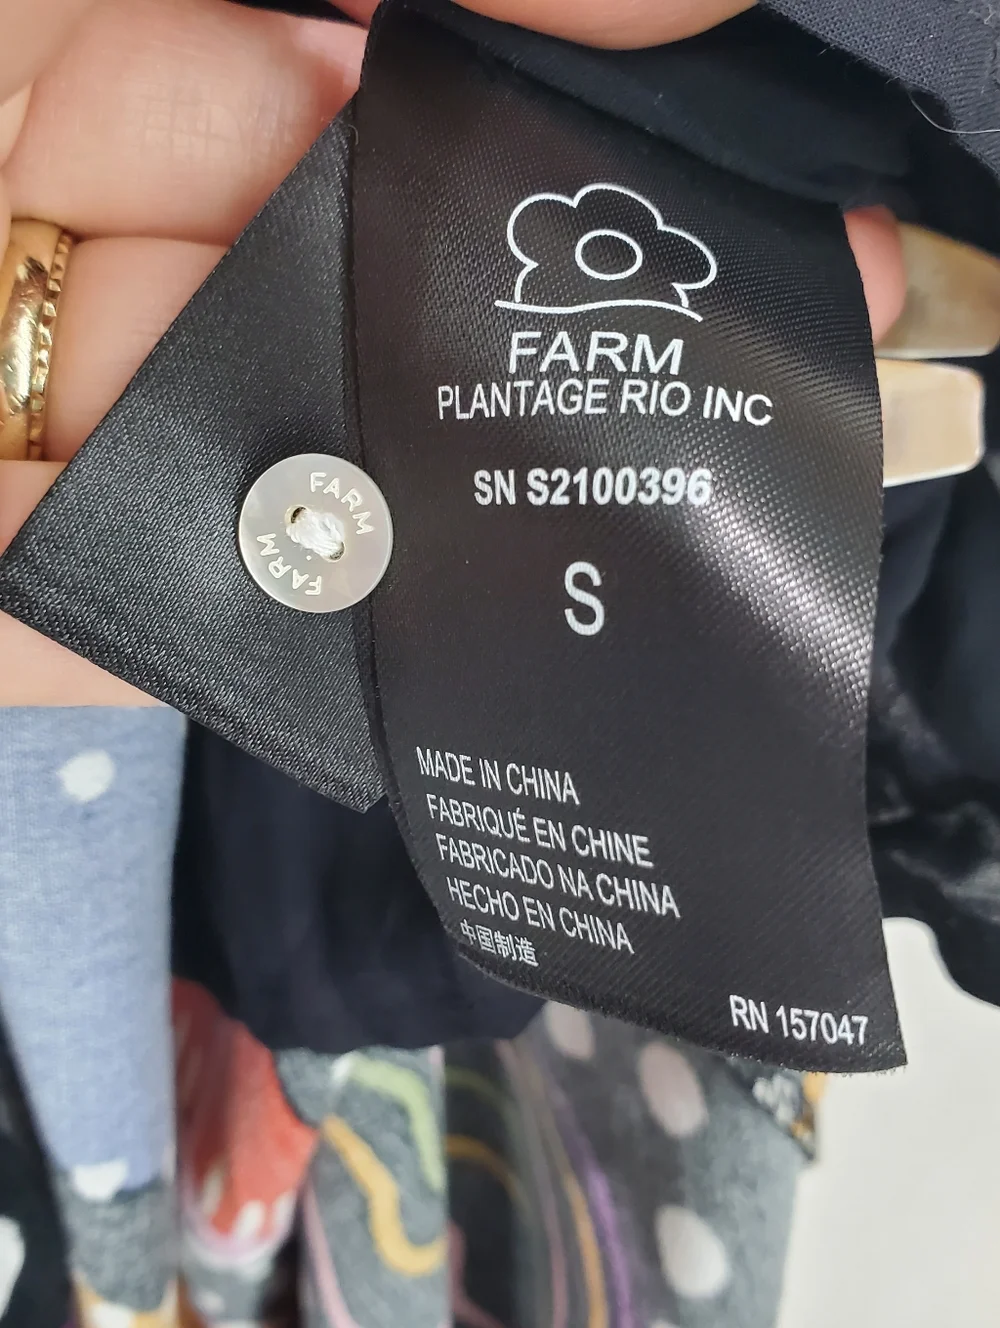 FARM
PLANTAGE RIO INC
SN S2100396
S
MADE IN CHINA
FABRIQUÉ EN CHINE
FABRICADO NA CHINA
HECHO EN CHINA
中国制造
RN 157047
FARM
FARM